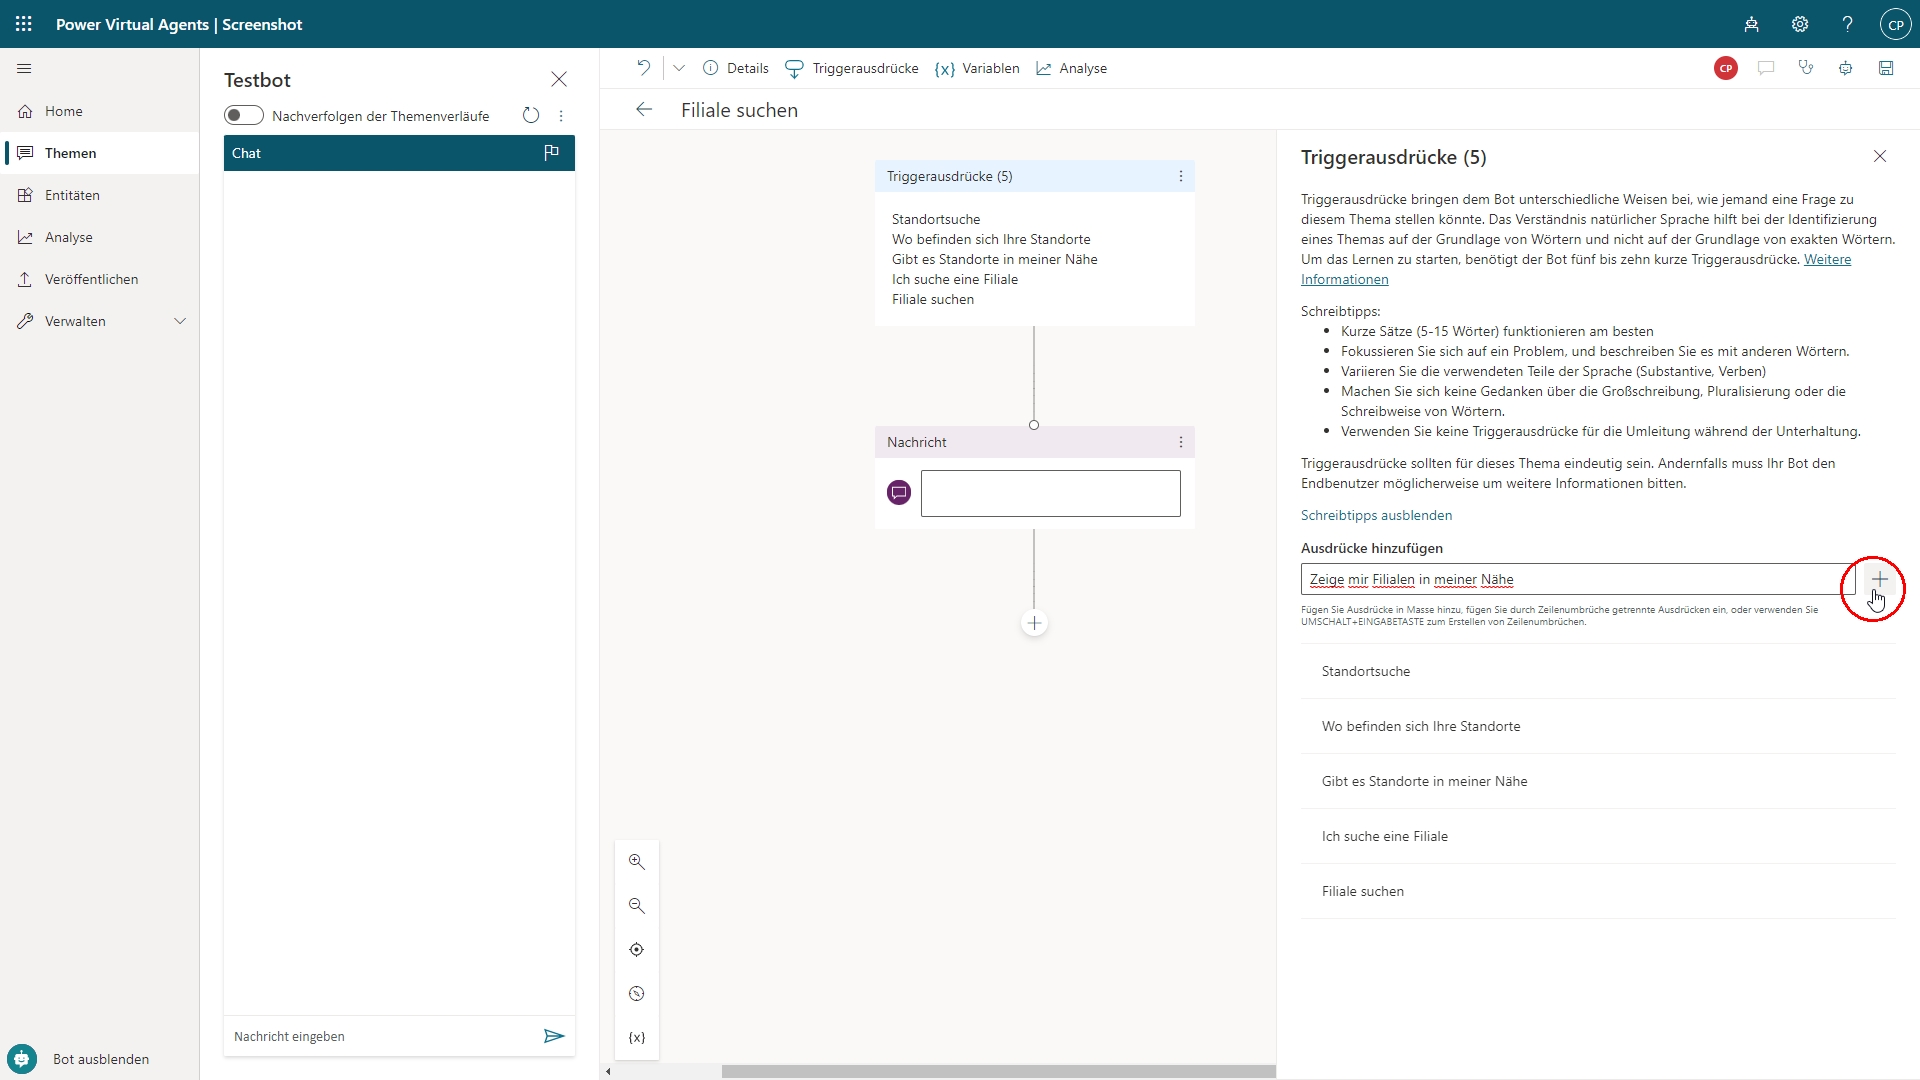 Power Virtual Agents | Screenshot
CP
Home
Themen
Entitäten
Analyse
Veröffentlichen
Verwalten
Bot ausblenden
Testbot
Nachverfolgen der Themenverläufe
Chat
Nachricht eingeben
Details
Triggerausdrücke
{x} Variablen
Analyse
CP
Filiale suchen
Triggerausdrücke (5)
Standortsuche
Wo befinden sich Ihre Standorte
Gibt es Standorte in meiner Nähe
Ich suche eine Filiale
Filiale suchen
Nachricht
{x}
Triggerausdrücke (5)
Triggerausdrücke bringen dem Bot unterschiedliche Weisen bei, wie jemand eine Frage zu
diesem Thema stellen könnte. Das Verständnis natürlicher Sprache hilft bei der Identifizierung
eines Themas auf der Grundlage von Wörtern und nicht auf der Grundlage von exakten Wörtern.
Um das Lernen zu starten, benötigt der Bot fünf bis zehn kurze Triggerausdrücke. Weitere
Informationen
Schreibtipps:
• Kurze Sätze (5-15 Wörter) funktionieren am besten
• Fokussieren Sie sich auf ein Problem, und beschreiben Sie es mit anderen Wörtern.
• Variieren Sie die verwendeten Teile der Sprache (Substantive, Verben)
• Machen Sie sich keine Gedanken über die Großschreibung, Pluralisierung oder die
Schreibweise von Wörtern.
• Verwenden Sie keine Triggerausdrücke für die Umleitung während der Unterhaltung.
Triggerausdrücke sollten für dieses Thema eindeutig sein. Andernfalls muss Ihr Bot den
Endbenutzer möglicherweise um weitere Informationen bitten.
Schreibtipps ausblenden
Ausdrücke hinzufügen
Zeige mir Filialen in meiner Nähe
Fügen Sie Ausdrücke in Masse hinzu, fügen Sie durch Zeilenumbrüche getrennte Ausdrücken ein, oder verwenden Sie
UMSCHALT+EINGABETASTE zum Erstellen von Zeilenumbrüchen.
Standortsuche
Wo befinden sich Ihre Standorte
Gibt es Standorte in meiner Nähe
Ich suche eine Filiale
Filiale suchen